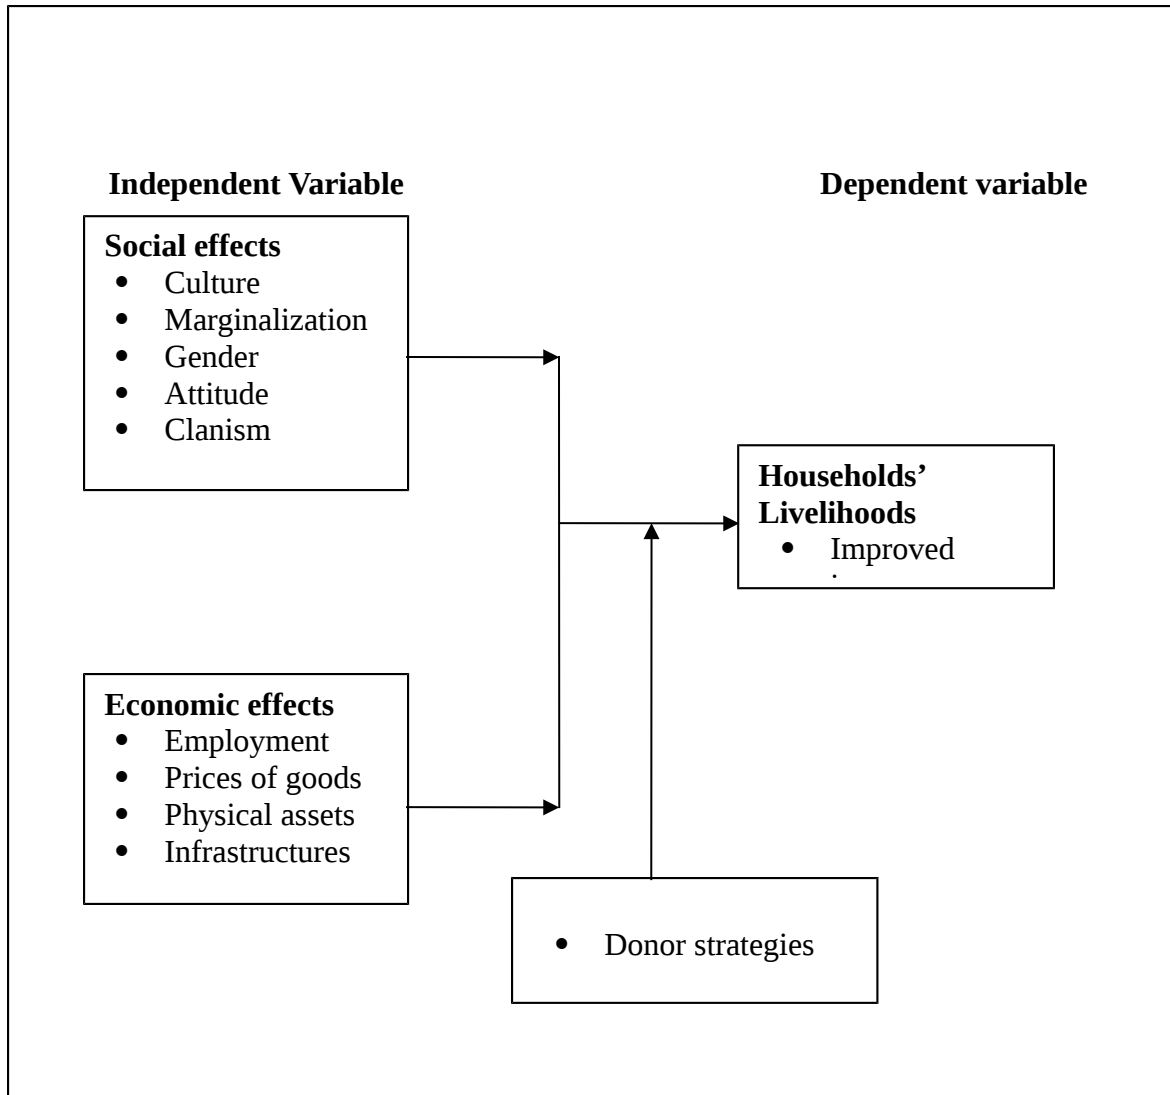 Independent Variable
Dependent variable
Social effects
• Culture
• Marginalization
• Gender
• Attitude
• Clanism
Households’
Livelihoods
• Improved
Economic effects
• Employment
• Prices of goods
• Physical assets
• Infrastructures
• Donor strategies